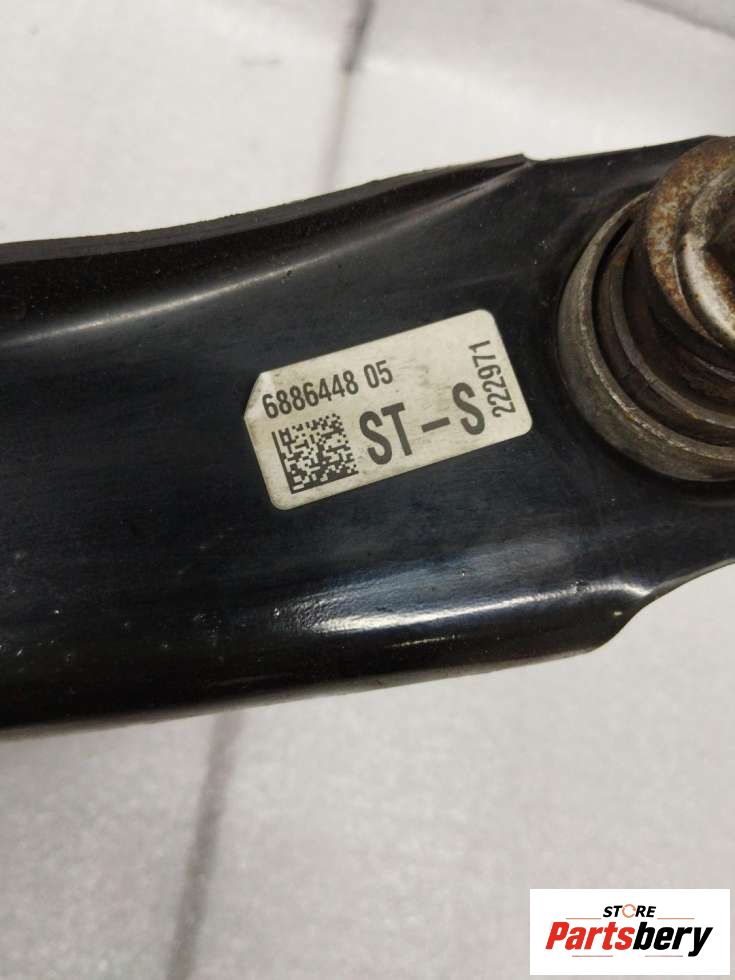 6886448 05
ST-S
222971
STORE
Partsbery